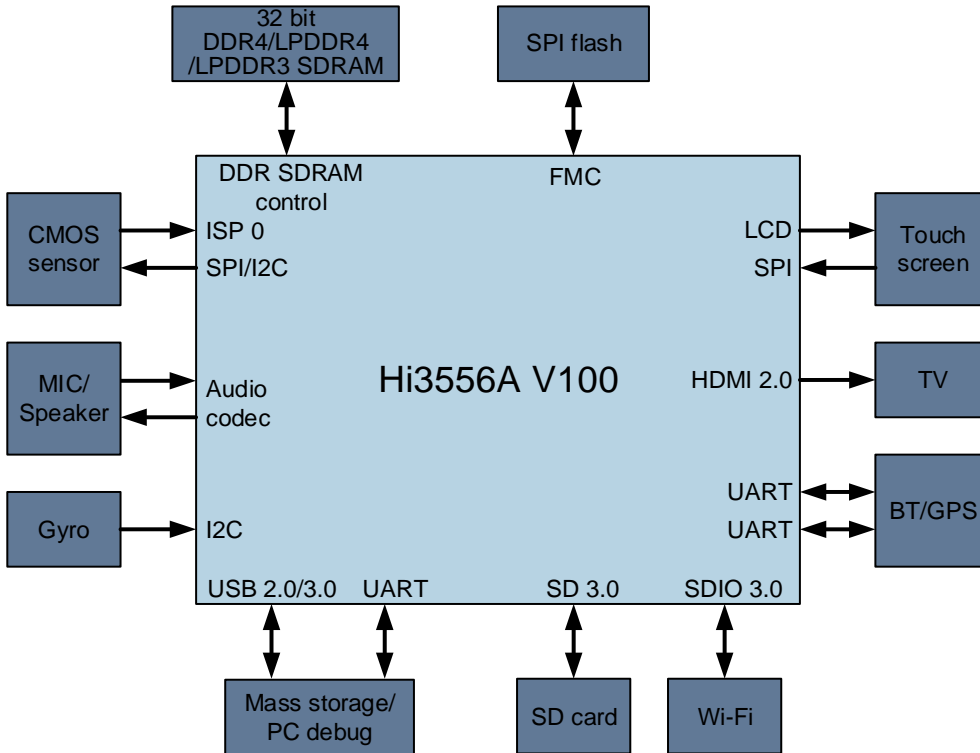 32 bit
DDR4/LPDDR4
/LPDDR3 SDRAM
SPI flash
DDR SDRAM
control
FMC
CMOS
sensor
ISP 0
SPI/I2C
LCD
SPI
Touch
screen
MIC/
Speaker
Audio
codec
Hi3556A V100
HDMI 2.0
TV
Gyro
I2C
UART
UART
BT/GPS
USB 2.0/3.0
UART
SD 3.0
SDIO 3.0
Mass storage/
PC debug
SD card
Wi-Fi